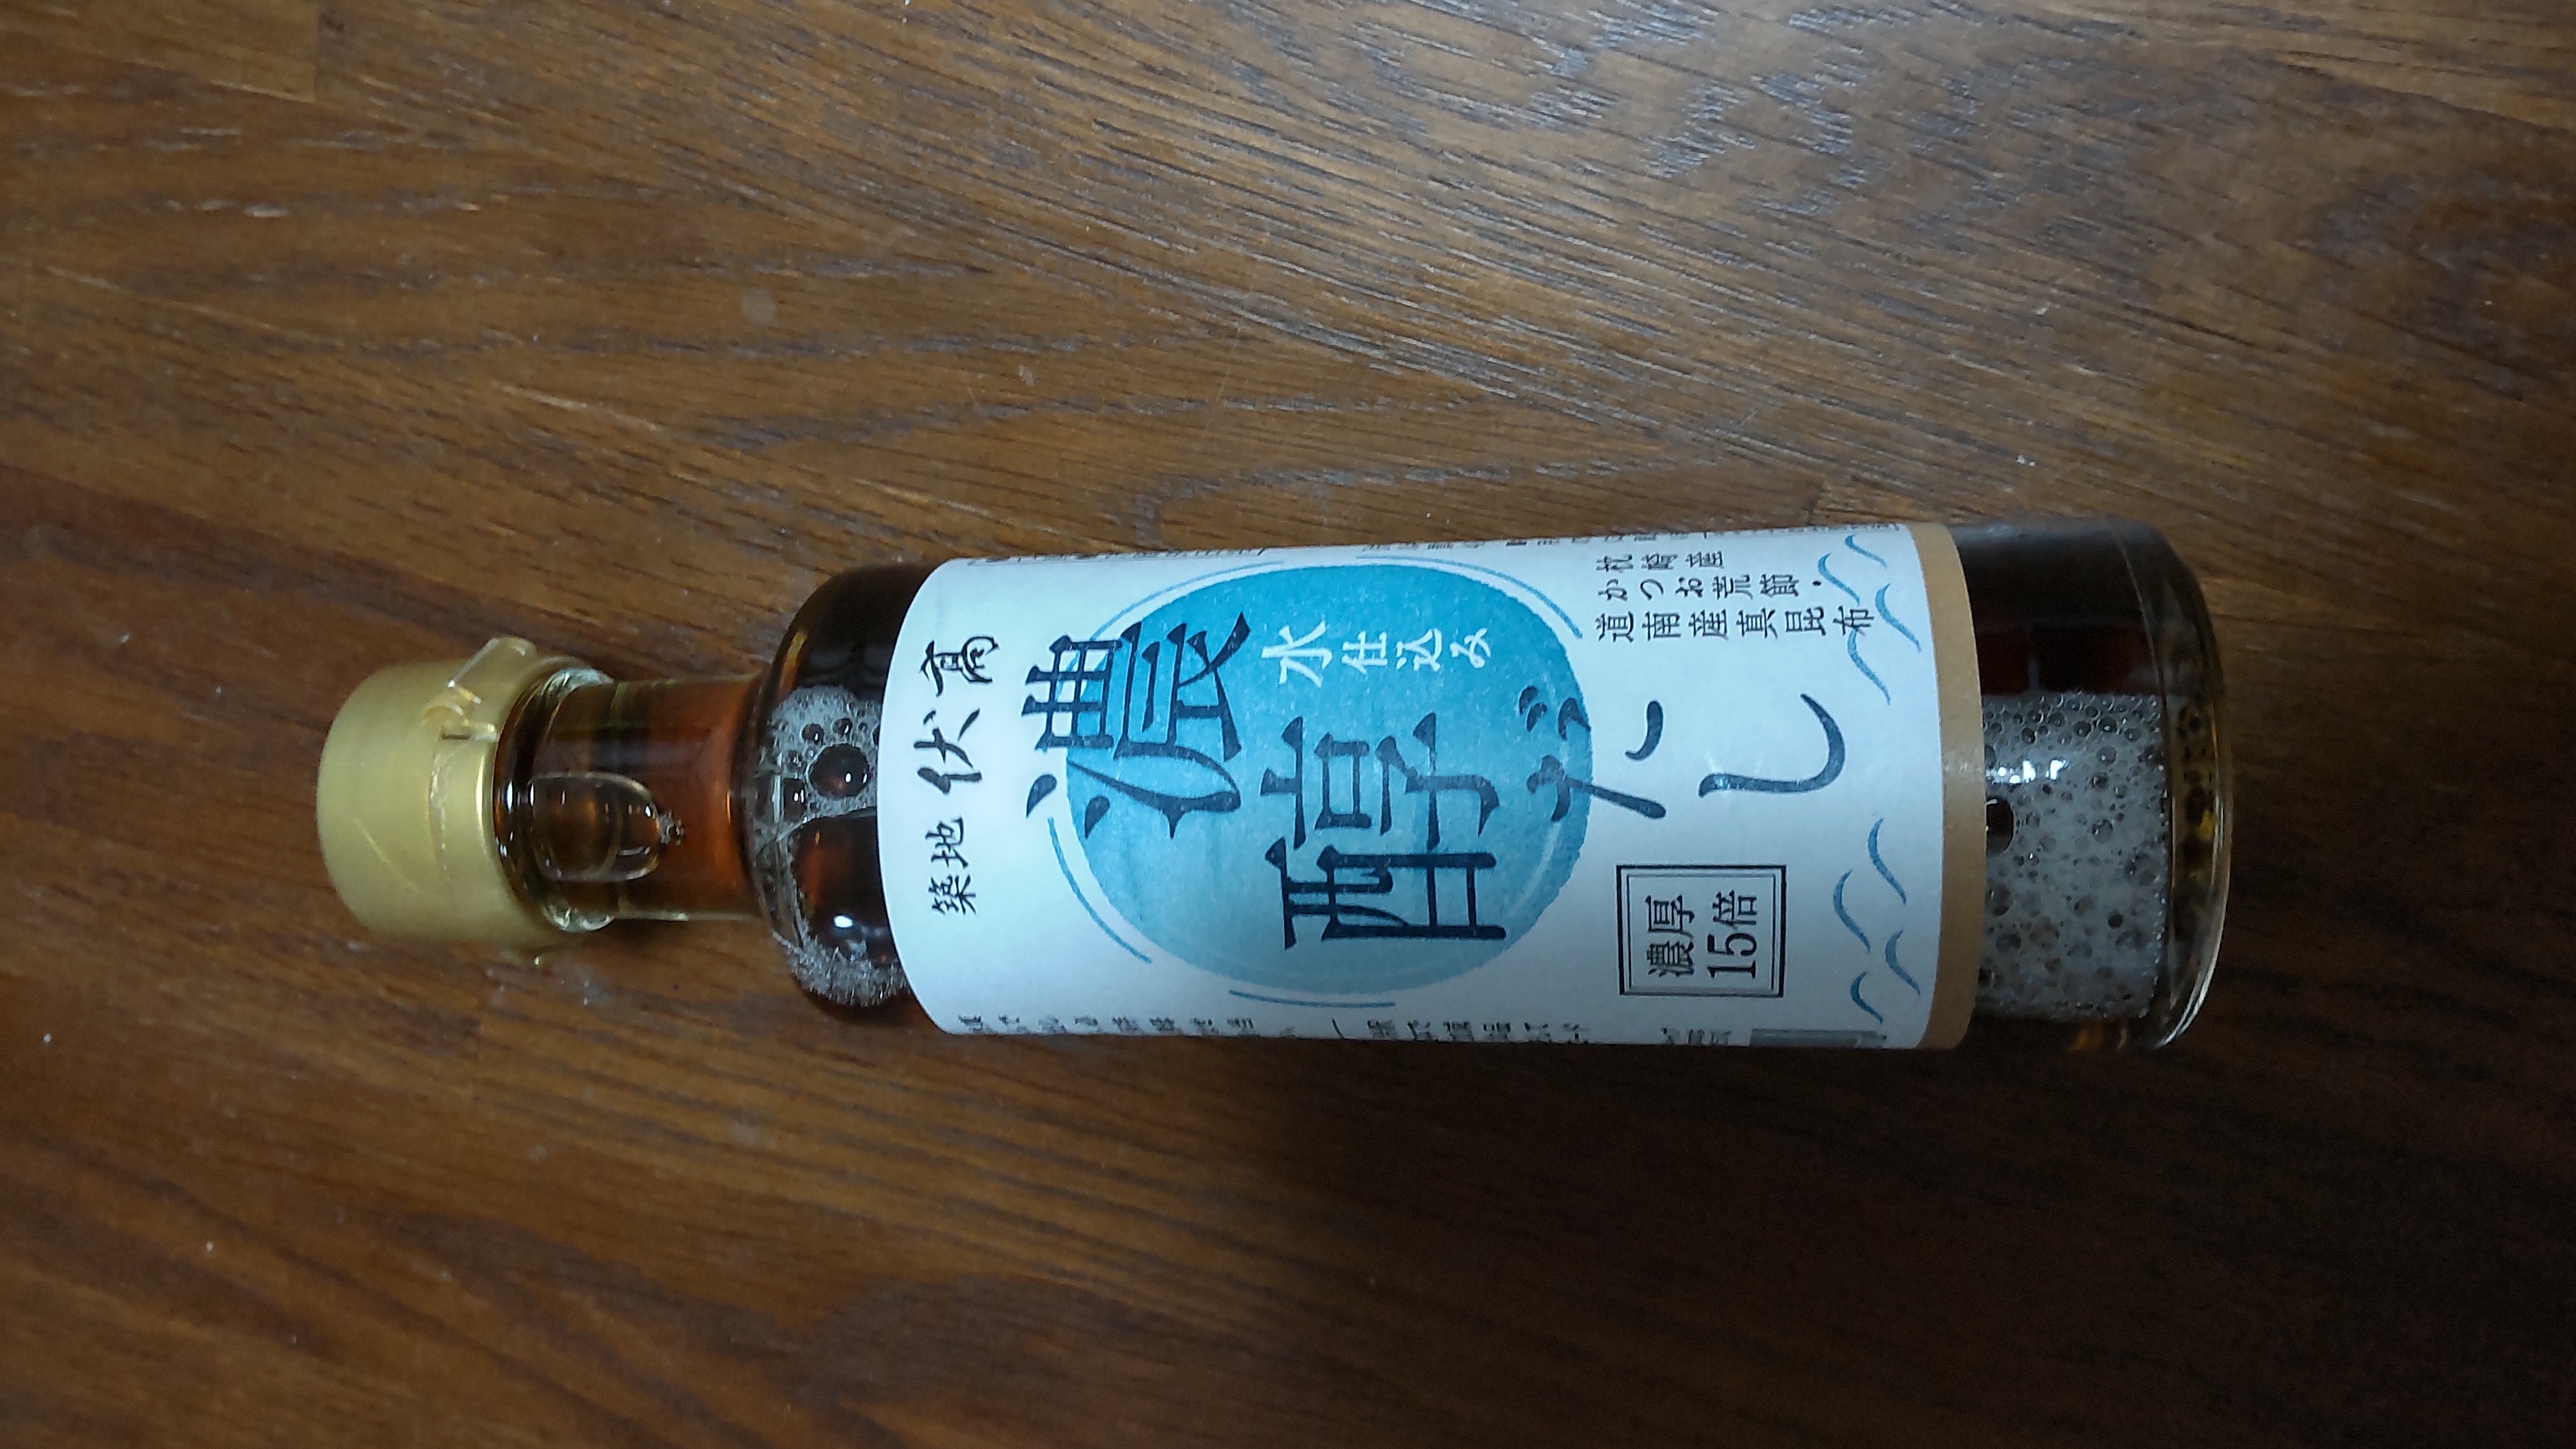 築地 伏高
濃醇だし
水仕込み
枕崎産
かつお荒節・
道南産真昆布
濃厚
15倍